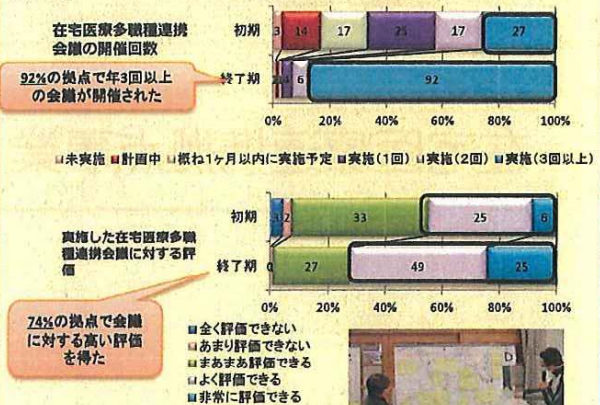 在宅医療多職種連携
会議の開催回数
初期
3 14 17 25 17 27
92%の拠点で年3回以上
の会議が開催された
終了期
4 6 92
0% 20% 40% 60% 80% 100%
未実施 計画中 概ね1ヶ月以内に実施予定 実施(1回) 実施(2回) 実施(3回以上)
初期
3 2 33 25 6
実施した在宅医療多職
種連携会議に対する評
価
終了期
0 27 49 25
0% 20% 40% 60% 80% 100%
74%の拠点で会議
に対する高い評価
を得た
全く評価できない
あまり評価できない
まあまあ評価できる
よく評価できる
非常に評価できる